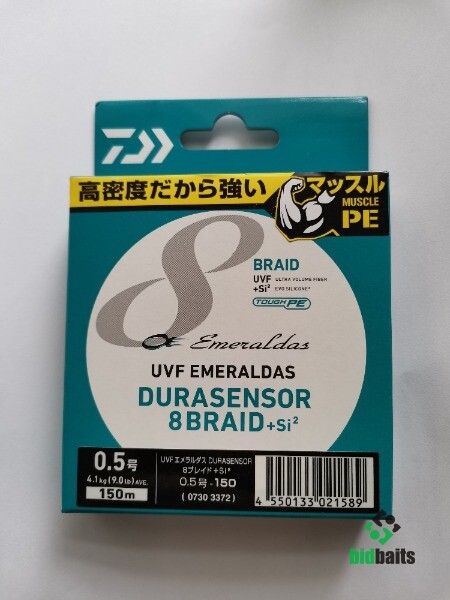 高密度だから強い
マッスル
MUSCLE
PE
8
BRAID
UVF ULTRA VOLUME FIBER
+Si² EVO SILICONE²
TOUGH PE
Emeraldas
UVF EMERALDAS
DURASENSOR
8BRAID+Si²
0.5号
4.1kg(9.0lb)AVE.
150m
UVFエメラルダス DURASENSOR
8ブレイド+Si²
0.5号-150
(0730 3372)
4 550133 021589
bidbaits